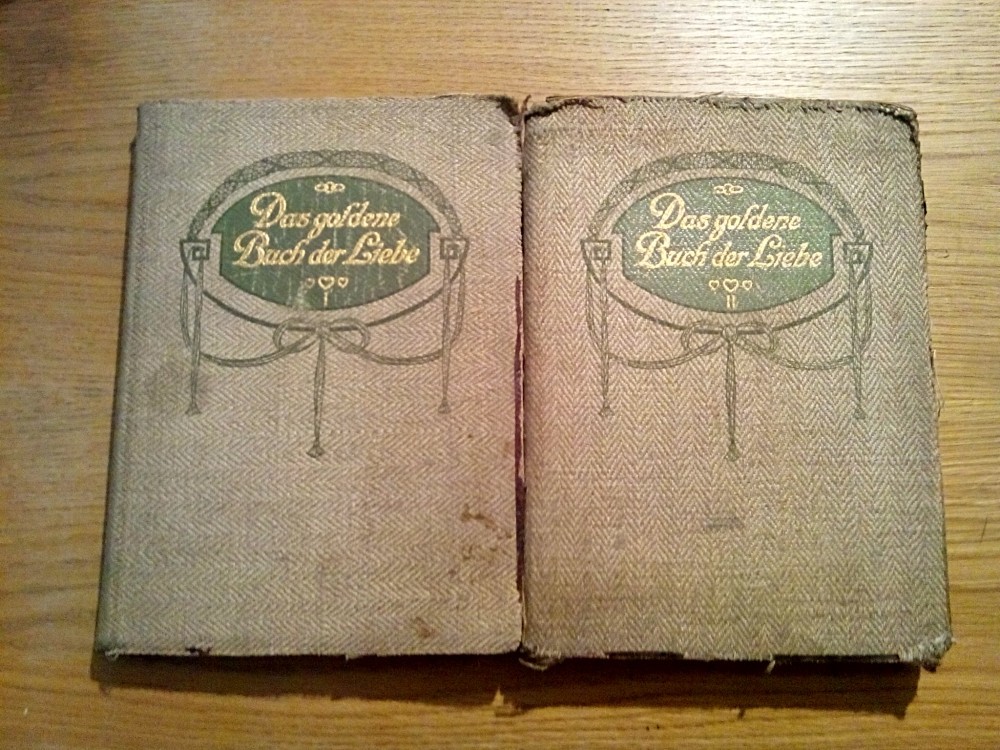 Das goldene
Buch der Liebe
I
Das goldene
Buch der Liebe
II